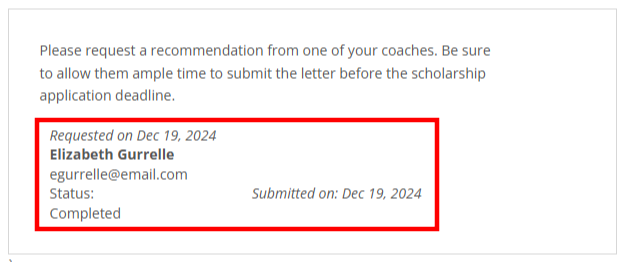 Please request a recommendation from one of your coaches. Be sure
to allow them ample time to submit the letter before the scholarship
application deadline.
Requested on Dec 19, 2024
Elizabeth Gurrelle
egurrelle@email.com
Status: Submitted on: Dec 19, 2024
Completed